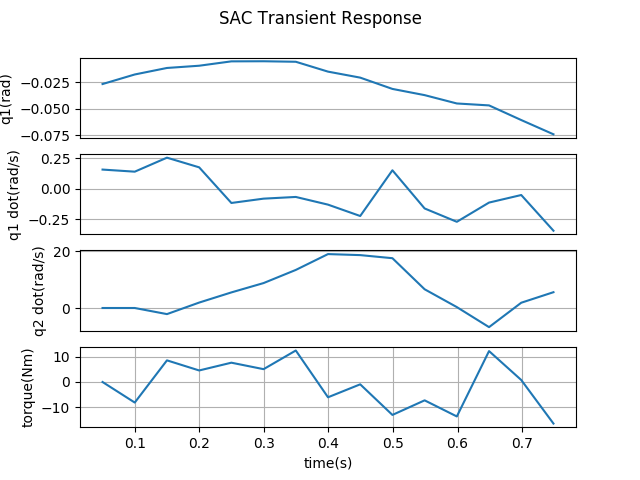 SAC Transient Response
q1(rad)
−0.025
−0.050
−0.075
q1 dot(rad/s)
0.25
0.00
−0.25
q2 dot(rad/s)
20
0
torque(Nm)
10
0
−10
0.1 0.2 0.3 0.4 0.5 0.6 0.7
time(s)